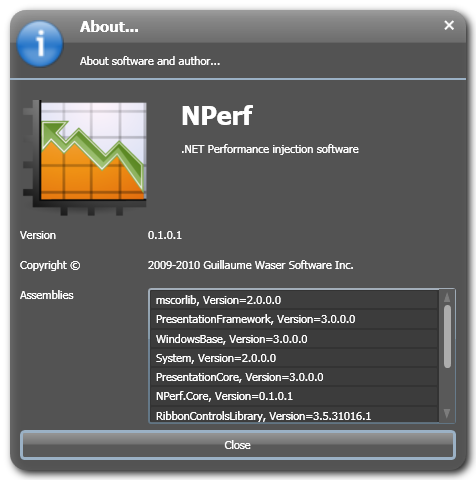 About...
About software and author...
NPerf
.NET Performance injection software
Version 0.1.0.1
Copyright © 2009-2010 Guillaume Waser Software Inc.
Assemblies
mscorlib, Version=2.0.0.0
PresentationFramework, Version=3.0.0.0
WindowsBase, Version=3.0.0.0
System, Version=2.0.0.0
PresentationCore, Version=3.0.0.0
NPerf.Core, Version=0.1.0.1
RibbonControlsLibrary, Version=3.5.31016.1
Close